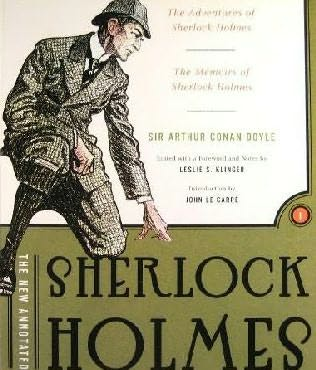 The Adventures of
Sherlock Holmes
The Memoirs of
Sherlock Holmes
SIR ARTHUR CONAN DOYLE
Edited with a Foreword and Notes by
LESLIE S. KLINGER
Introduction by
JOHN LE CARRÉ
1
THE NEW ANNOTATED
SHERLOCK
HOLMES